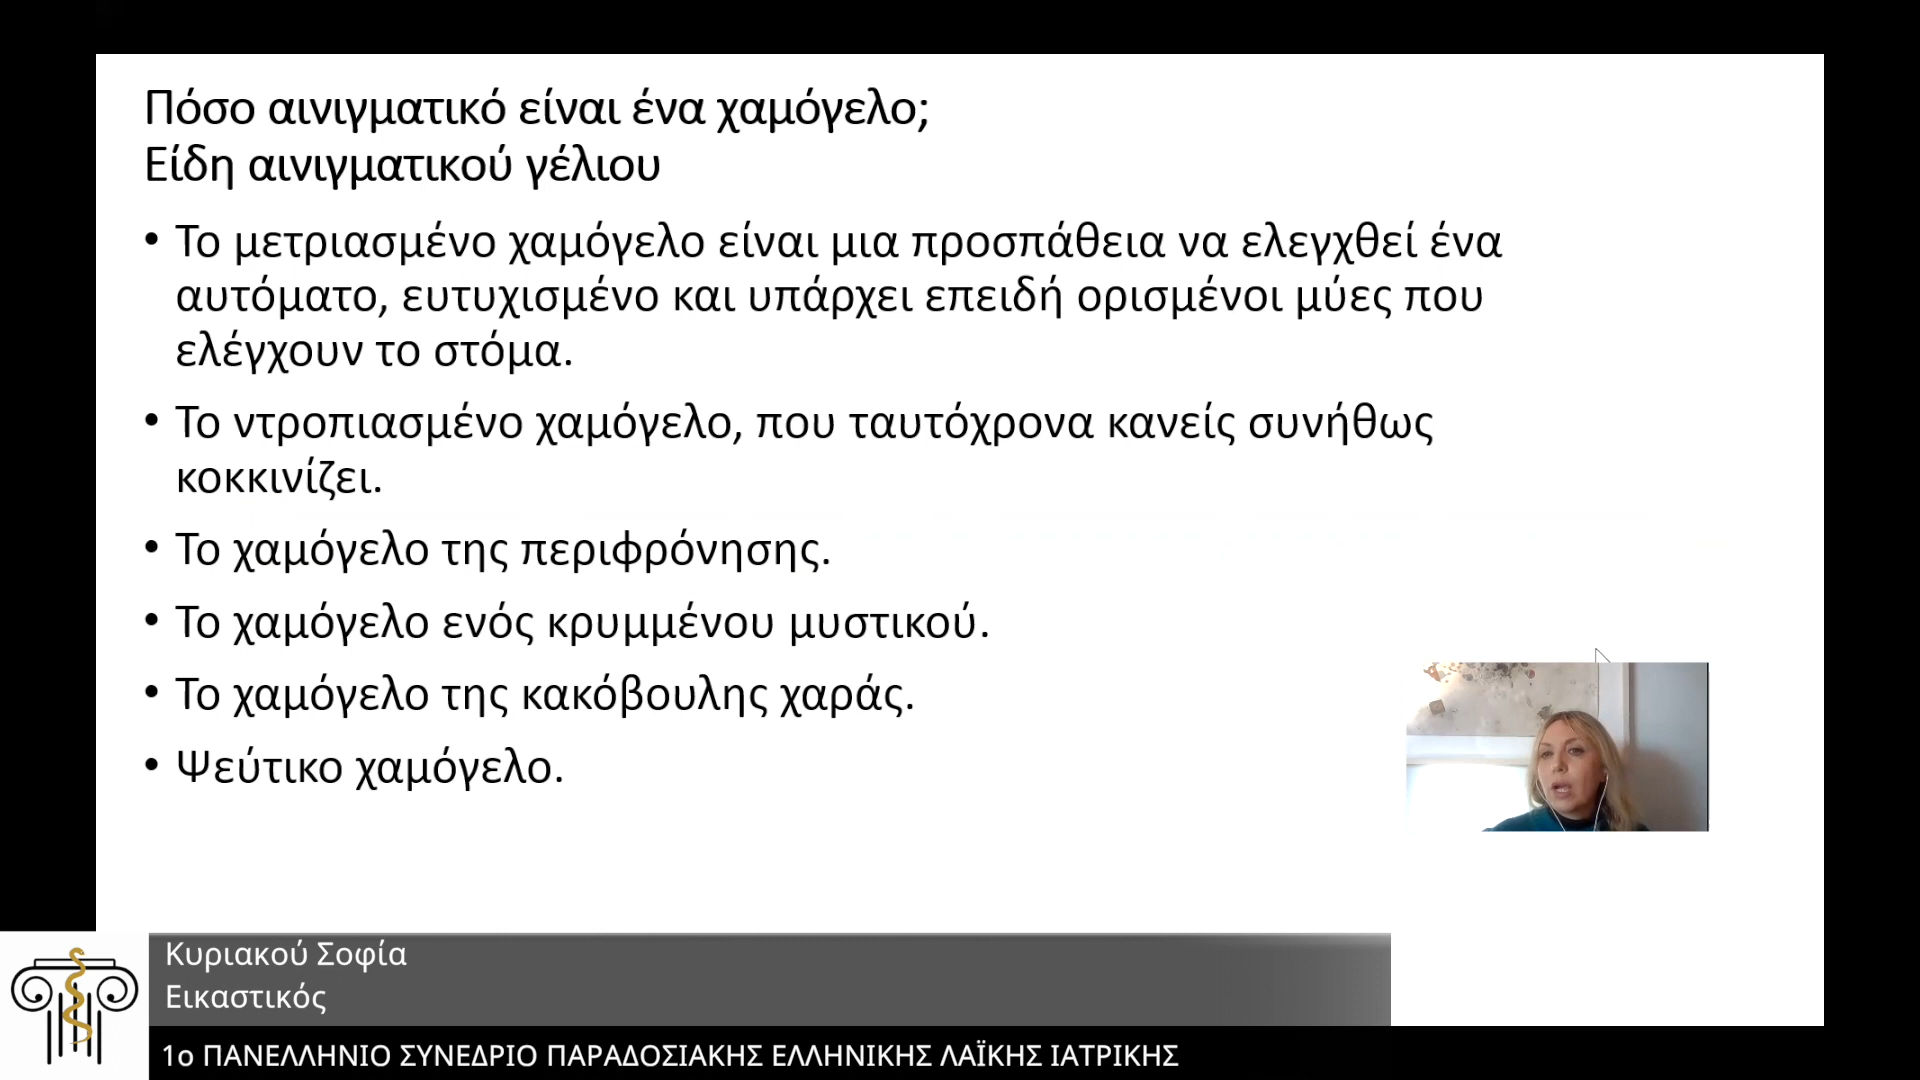 Πόσο αινιγματικό είναι ένα χαμόγελο;
Είδη αινιγματικού γέλιου
• Το μετριασμένο χαμόγελο είναι μια προσπάθεια να ελεγχθεί ένα
αυτόματο, ευτυχισμένο και υπάρχει επειδή ορισμένοι μύες που
ελέγχουν το στόμα.
• Το ντροπιασμένο χαμόγελο, που ταυτόχρονα κανείς συνήθως
κοκκινίζει.
• Το χαμόγελο της περιφρόνησης.
• Το χαμόγελο ενός κρυμμένου μυστικού.
• Το χαμόγελο της κακόβουλης χαράς.
• Ψεύτικο χαμόγελο.
Κυριακού Σοφία
Εικαστικός
1ο ΠΑΝΕΛΛΗΝΙΟ ΣΥΝΕΔΡΙΟ ΠΑΡΑΔΟΣΙΑΚΗΣ ΕΛΛΗΝΙΚΗΣ ΛΑΪΚΗΣ ΙΑΤΡΙΚΗΣ